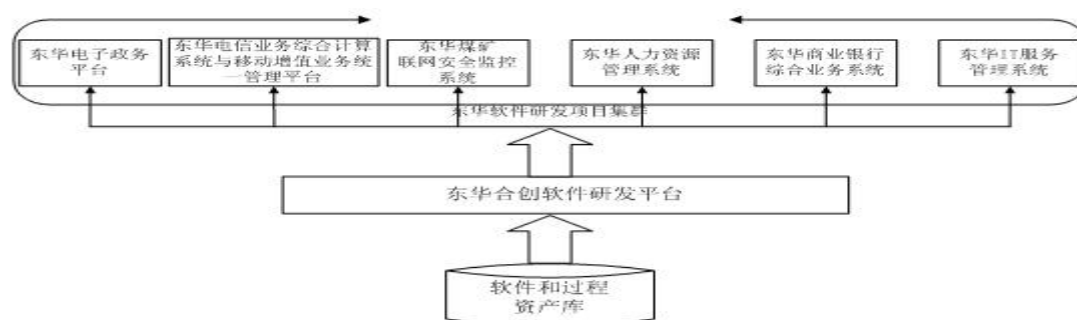 东华电子政务
平台
东华电信业务综合计算
系统与移动增值业务统
一管理平台
东华煤矿
联网安全监控
系统
东华人力资源
管理系统
东华商业银行
综合业务系统
东华IT服务
管理系统
东华软件研发项目集群
东华合创软件研发平台
软件和过程
资产库